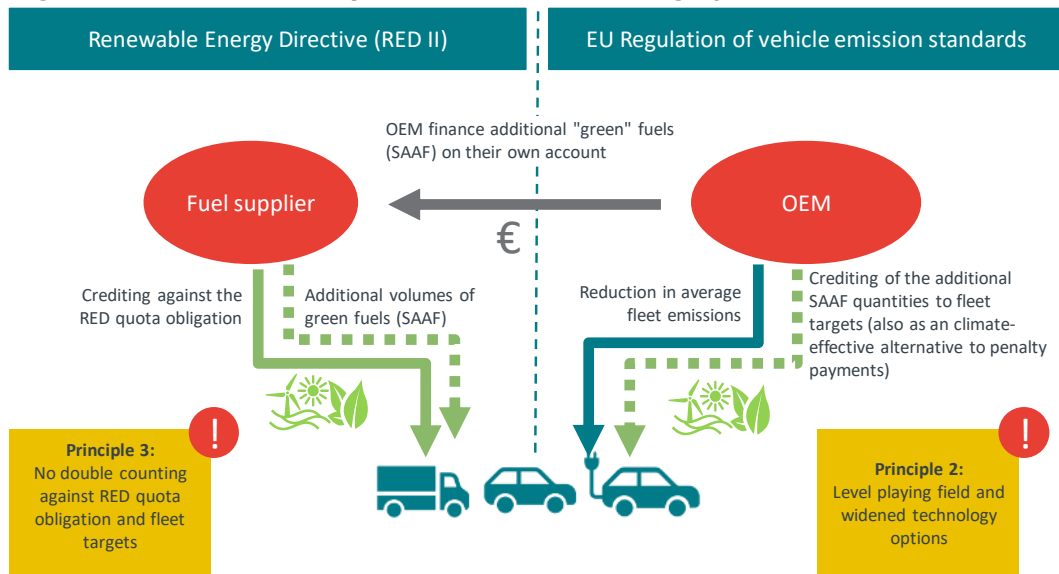 Renewable Energy Directive (RED II)
EU Regulation of vehicle emission standards
OEM finance additional "green" fuels
(SAAF) on their own account
Fuel supplier
OEM
€
Crediting against the
RED quota obligation
Additional volumes of
green fuels (SAAF)
Reduction in average
fleet emissions
Crediting of the additional
SAAF quantities to fleet
targets (also as an climate-
effective alternative to penalty
payments)
!
Principle 3:
No double counting
against RED quota
obligation and fleet
targets
!
Principle 2:
Level playing field and
widened technology
options